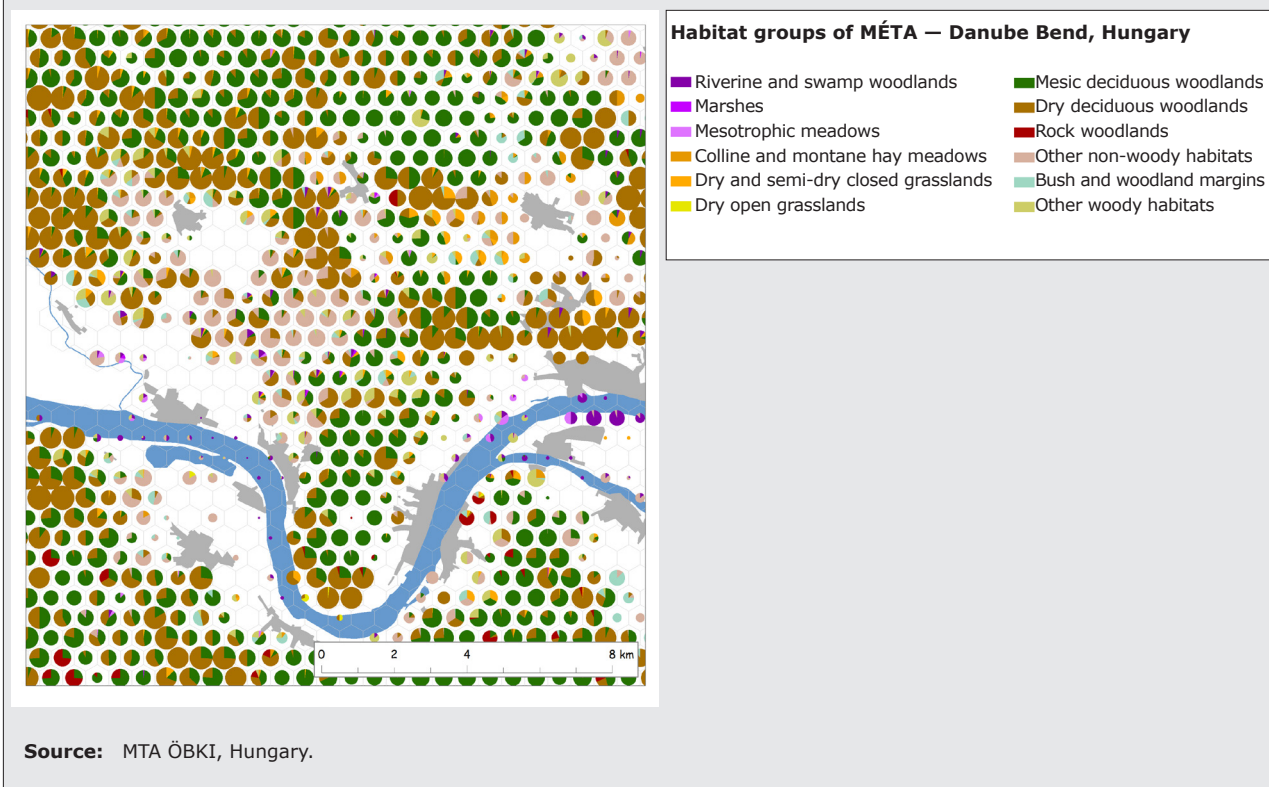 Habitat groups of MÉTA — Danube Bend, Hungary
Riverine and swamp woodlands
Marshes
Mesotrophic meadows
Colline and montane hay meadows
Dry and semi-dry closed grasslands
Dry open grasslands
Mesic deciduous woodlands
Dry deciduous woodlands
Rock woodlands
Other non-woody habitats
Bush and woodland margins
Other woody habitats
0 2 4 8 km
Source: MTA ÖBKI, Hungary.